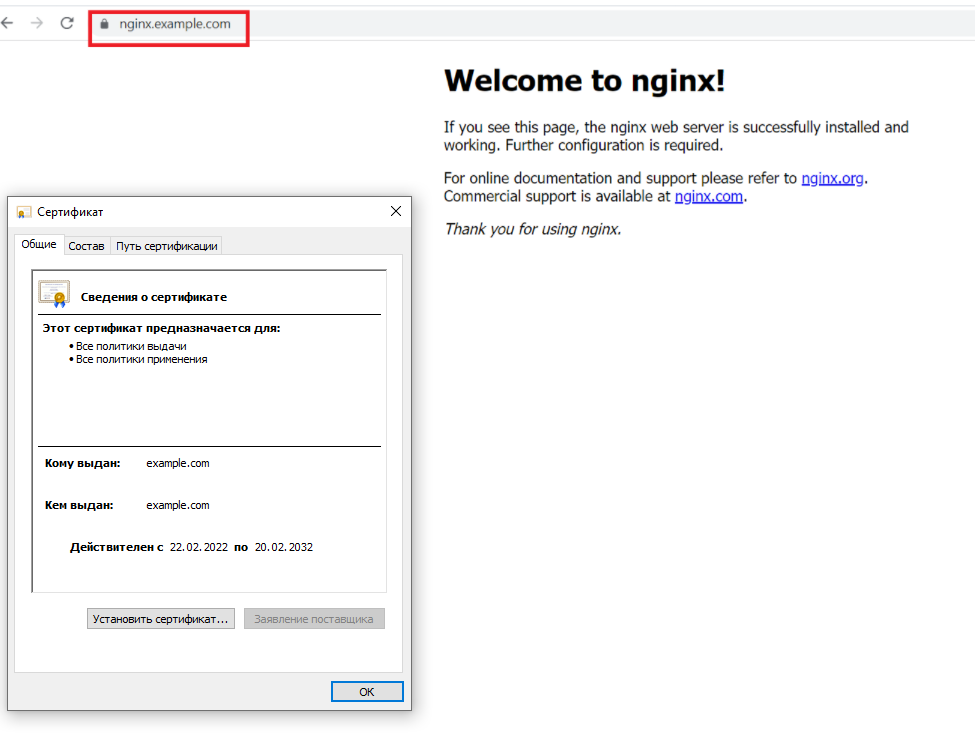 nginx.example.com
Welcome to nginx!
If you see this page, the nginx web server is successfully installed and
working. Further configuration is required.
For online documentation and support please refer to nginx.org.
Commercial support is available at nginx.com.
Thank you for using nginx.
Сертификат
Общие Состав Путь сертификации
Сведения о сертификате
Этот сертификат предназначается для:
• Все политики выдачи
• Все политики применения
Кому выдан: example.com
Кем выдан: example.com
Действителен с 22.02.2022 по 20.02.2032
Установить сертификат... Заявление поставщика
ОК